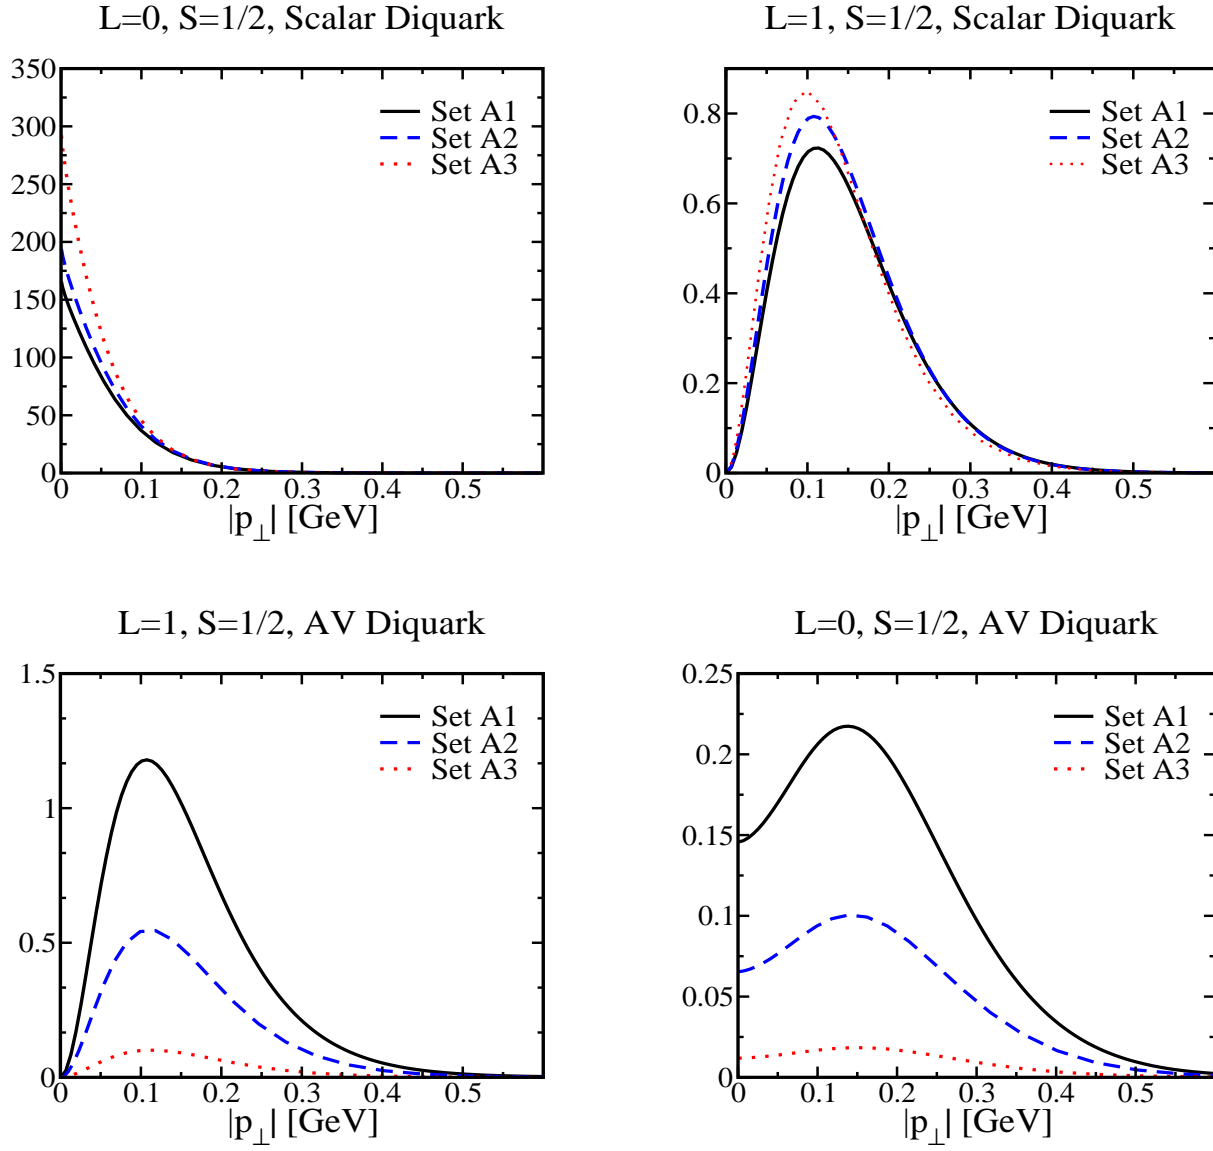 L=0, S=1/2, Scalar Diquark
350
300
250
200
150
100
50
0
Set A1
Set A2
Set A3
0 0.1 0.2 0.3 0.4 0.5
|p⊥| [GeV]
L=1, S=1/2, Scalar Diquark
0.8
0.6
0.4
0.2
0
Set A1
Set A2
Set A3
0 0.1 0.2 0.3 0.4 0.5
|p⊥| [GeV]
L=1, S=1/2, AV Diquark
1.5
1
0.5
0
Set A1
Set A2
Set A3
0 0.1 0.2 0.3 0.4 0.5
|p⊥| [GeV]
L=0, S=1/2, AV Diquark
0.25
0.2
0.15
0.1
0.05
0
Set A1
Set A2
Set A3
0 0.1 0.2 0.3 0.4 0.5
|p⊥| [GeV]